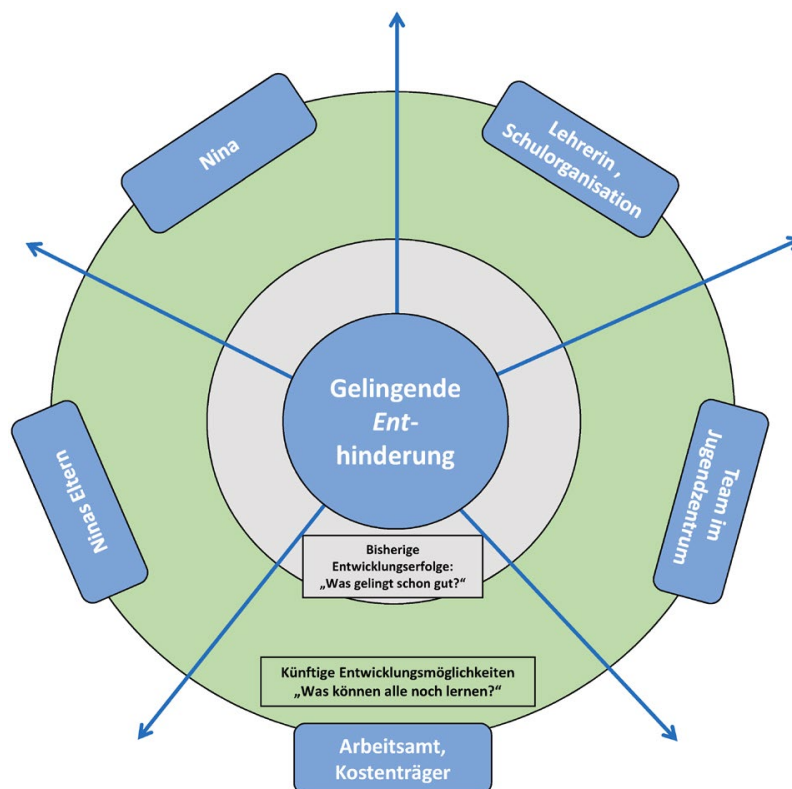 Nina
Lehrerin ,
Schulorganisation
Gelingende
Ent-
hinderung
Ninas Eltern
Team im
Jugendzentrum
Bisherige
Entwicklungserfolge:
„Was gelingt schon gut?“
Künftige Entwicklungsmöglichkeiten
„Was können alle noch lernen?“
Arbeitsamt,
Kostenträger